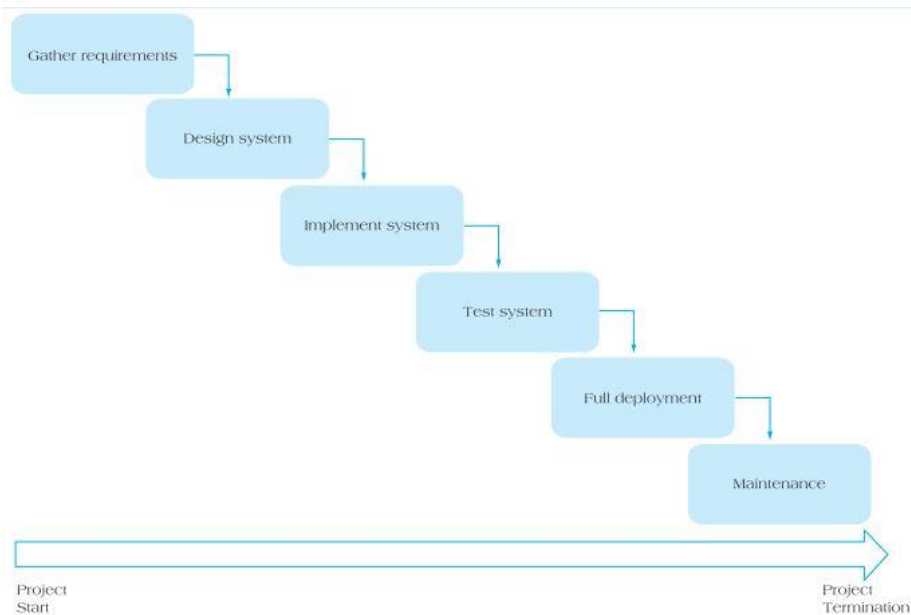 Gather requirements
Design system
Implement system
Test system
Full deployment
Maintenance
Project
Start
Project
Termination